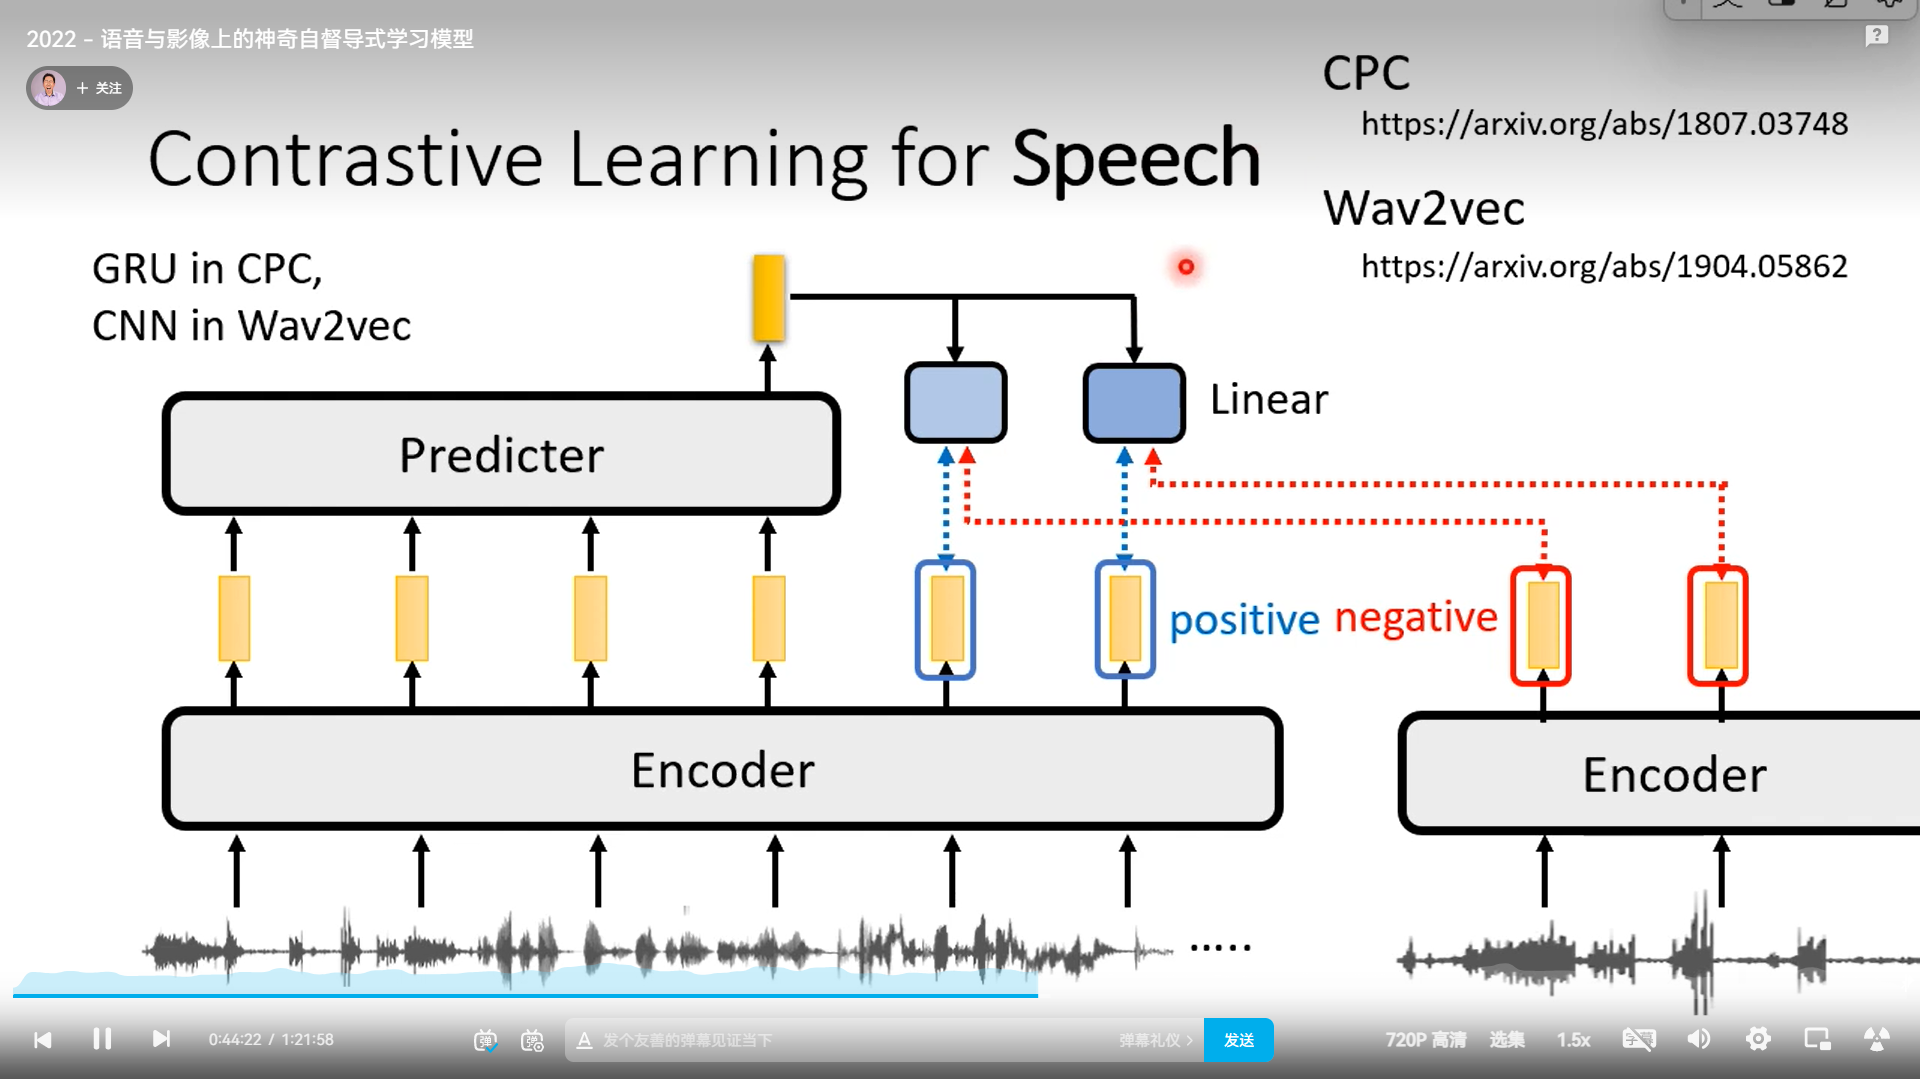 2022 - 语音与影像上的神奇自督导式学习模型
+ 关注
CPC
https://arxiv.org/abs/1807.03748
Contrastive Learning for Speech
Wav2vec
https://arxiv.org/abs/1904.05862
GRU in CPC,
CNN in Wav2vec
Linear
Predicter
positive
negative
Encoder
Encoder
......
0:44:22 / 1:21:58
弹
弹
A 发个友善的弹幕见证当下
弹幕礼仪 >
发送
720P 高清
选集
1.5x
字幕